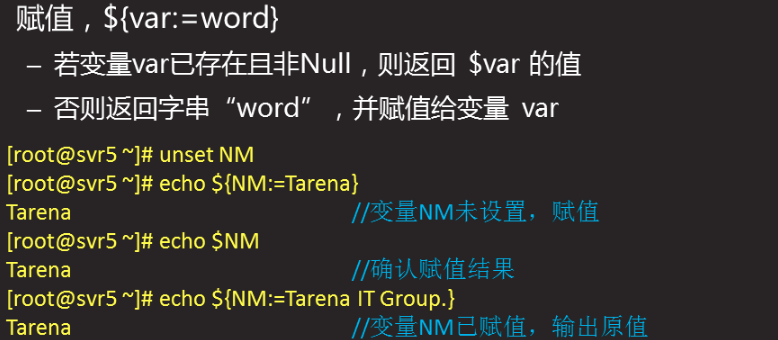 赋值，${var:=word}
– 若变量var已存在且非Null，则返回 $var 的值
– 否则返回字串“word”，并赋值给变量 var
[root@svr5 ~]# unset NM
[root@svr5 ~]# echo ${NM:=Tarena}
Tarena //变量NM未设置，赋值
[root@svr5 ~]# echo $NM
Tarena //确认赋值结果
[root@svr5 ~]# echo ${NM:=Tarena IT Group.}
Tarena //变量NM已赋值，输出原值